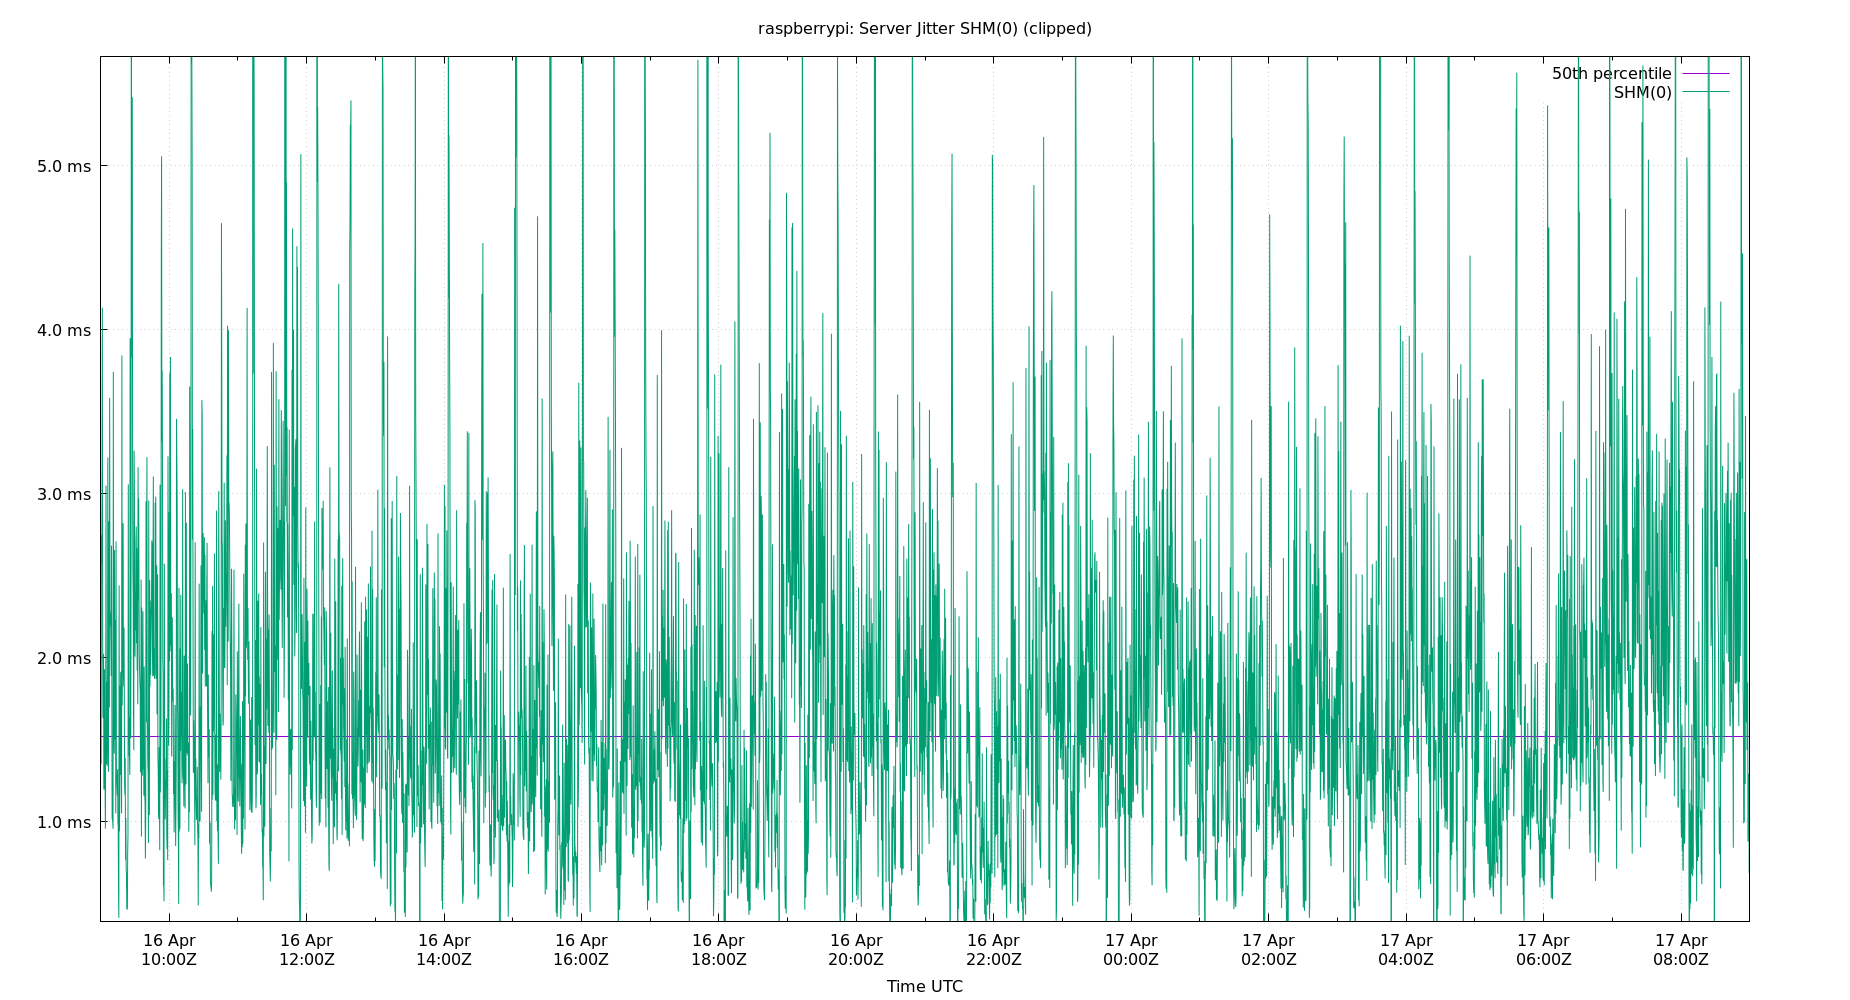 raspberrypi: Server Jitter SHM(0) (clipped)
50th percentile
SHM(0)
5.0 ms
4.0 ms
3.0 ms
2.0 ms
1.0 ms
16 Apr 16 Apr 16 Apr 16 Apr 16 Apr 16 Apr 16 Apr 17 Apr 17 Apr 17 Apr 17 Apr 17 Apr
10:00Z 12:00Z 14:00Z 16:00Z 18:00Z 20:00Z 22:00Z 00:00Z 02:00Z 04:00Z 06:00Z 08:00Z
Time UTC